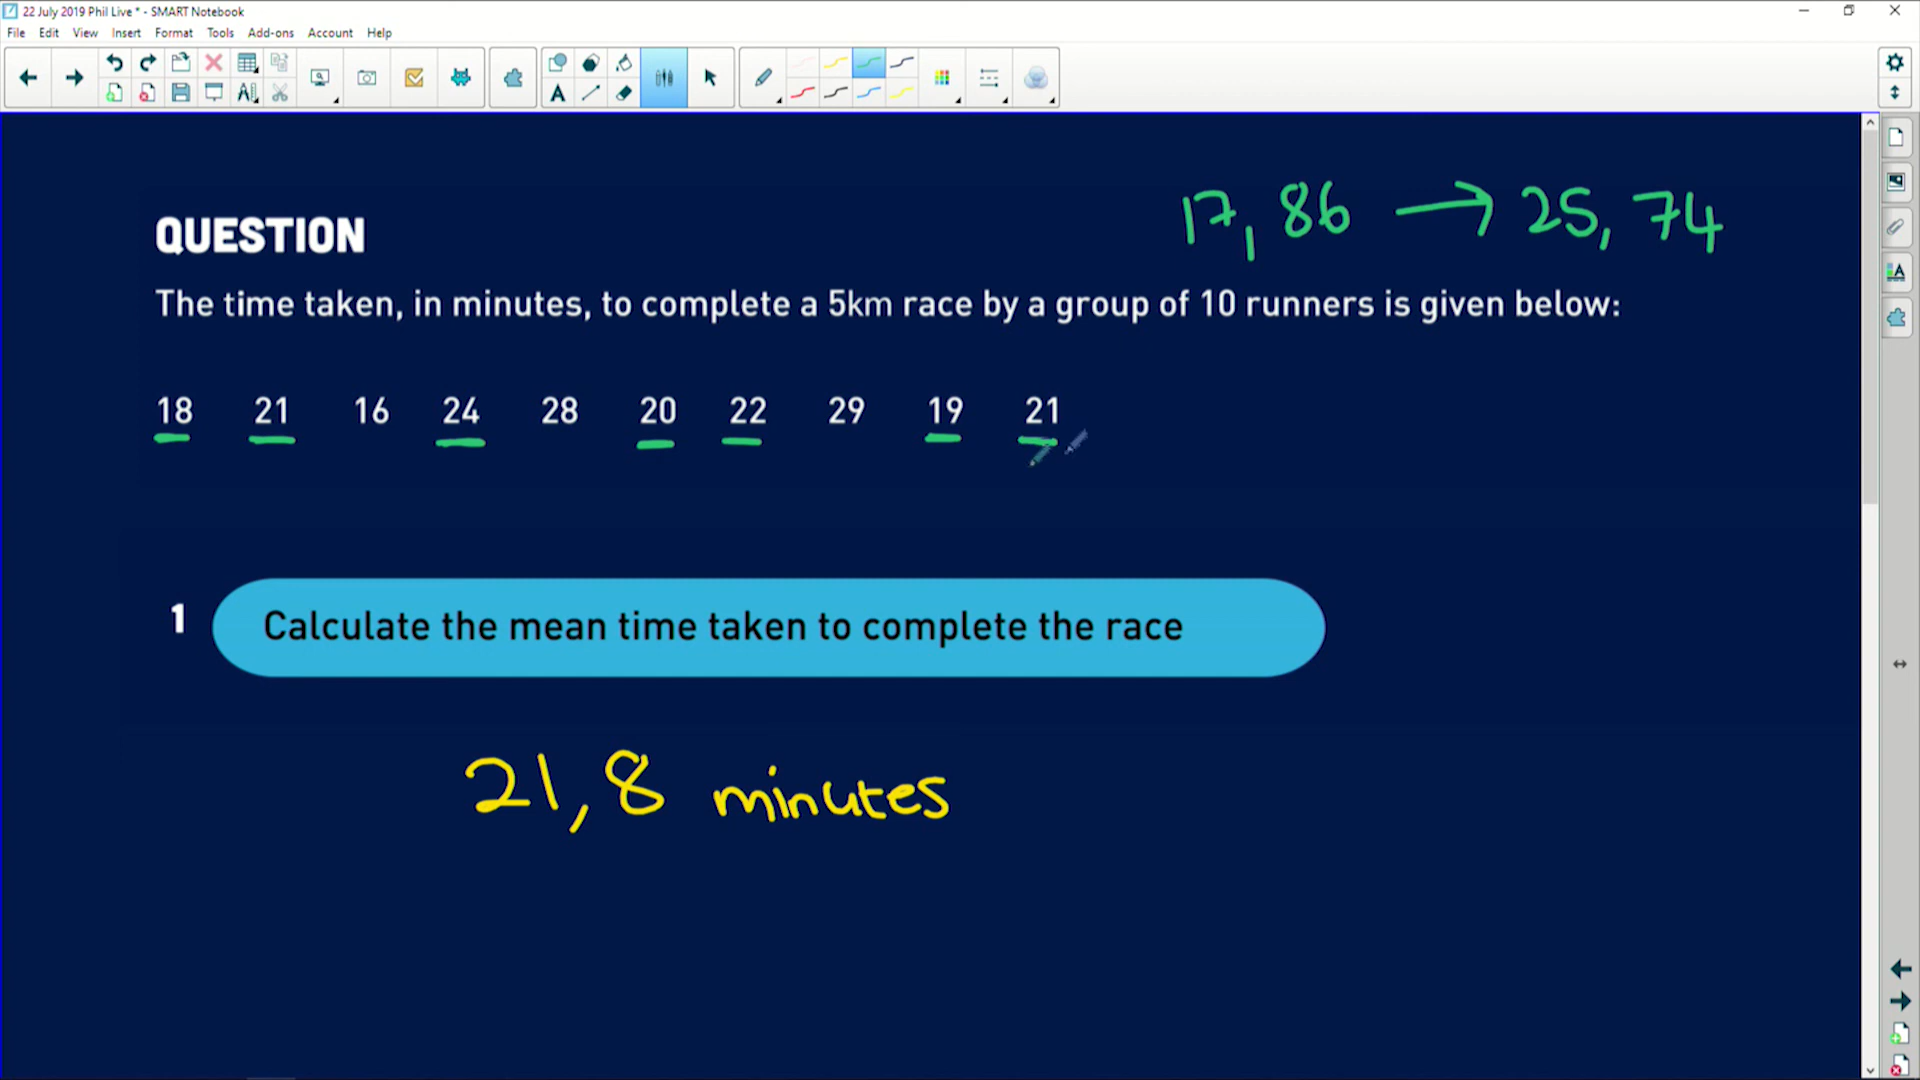 22 July 2019 Phil Live * - SMART Notebook
File Edit View Insert Format Tools Add-ons Account Help
17,86 → 25,74
QUESTION
The time taken, in minutes, to complete a 5km race by a group of 10 runners is given below:
18 21 16 24 28 20 22 29 19 21
1 Calculate the mean time taken to complete the race
21,8 minutes